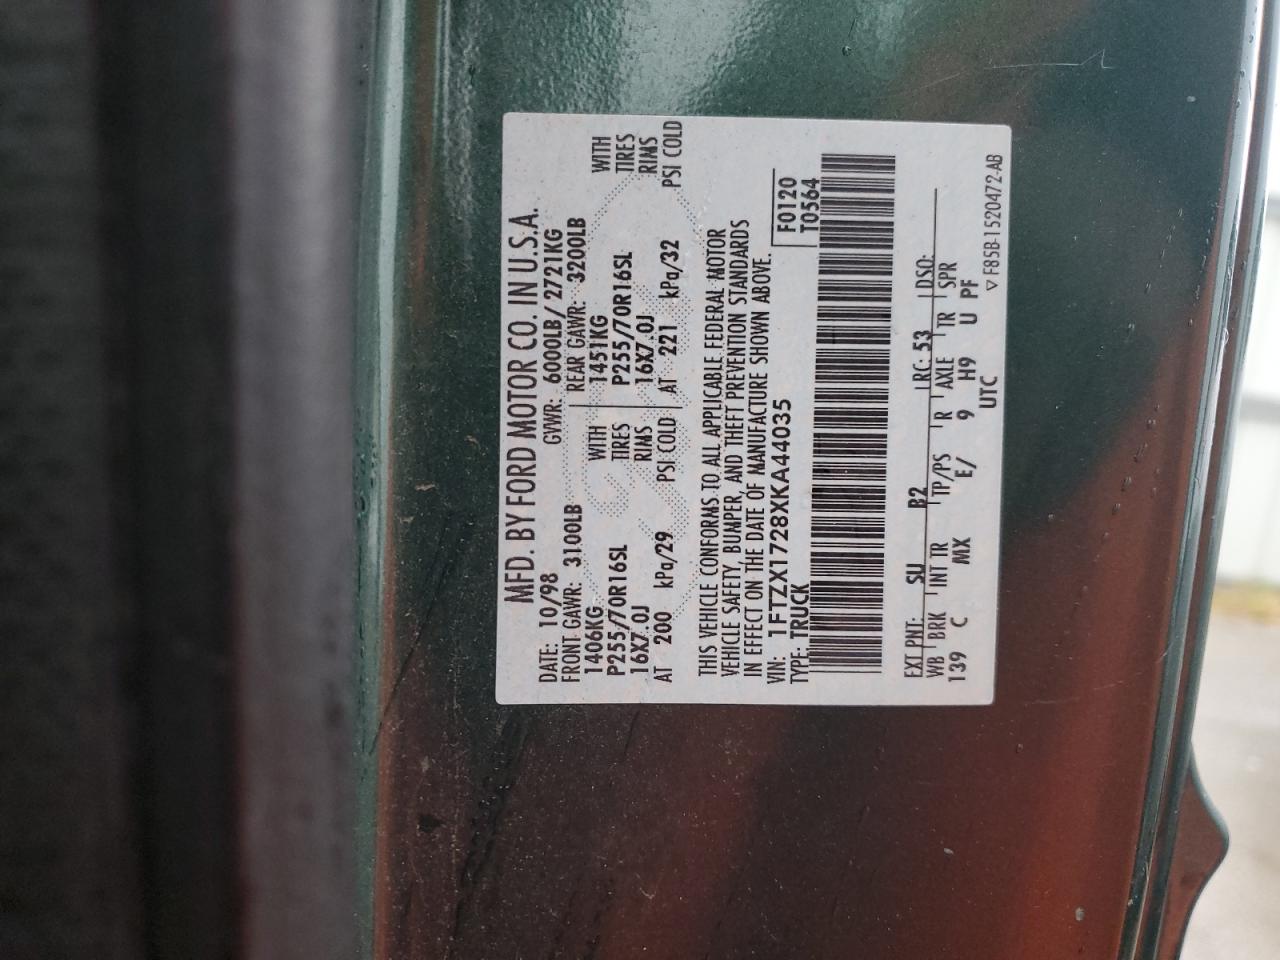 MFD. BY FORD MOTOR CO. IN U.S.A.
DATE: 10/98 GVWR: 6000LB/2721KG
FRONT GAWR: 3100LB REAR GAWR: 3200LB
1406KG WITH 1451KG WITH
P255/70R16SL TIRES P255/70R16SL TIRES
16X7.0J RIMS 16X7.0J RIMS
AT 200 kPa/29 PSI COLD AT 221 kPa/32 PSI COLD
THIS VEHICLE CONFORMS TO ALL APPLICABLE FEDERAL MOTOR
VEHICLE SAFETY, BUMPER, AND THEFT PREVENTION STANDARDS
IN EFFECT ON THE DATE OF MANUFACTURE SHOWN ABOVE.
VIN: 1FTZX1728XKA44035 F0120
TYPE: TRUCK T0564
EXT PNT: SU B2 RC: 53 DSO:
WB BRK INT TR TP/PS R AXLE TR SPR
139 C MX E/ 9 H9 U PF
UTC
▽ F85B-1520472-AB